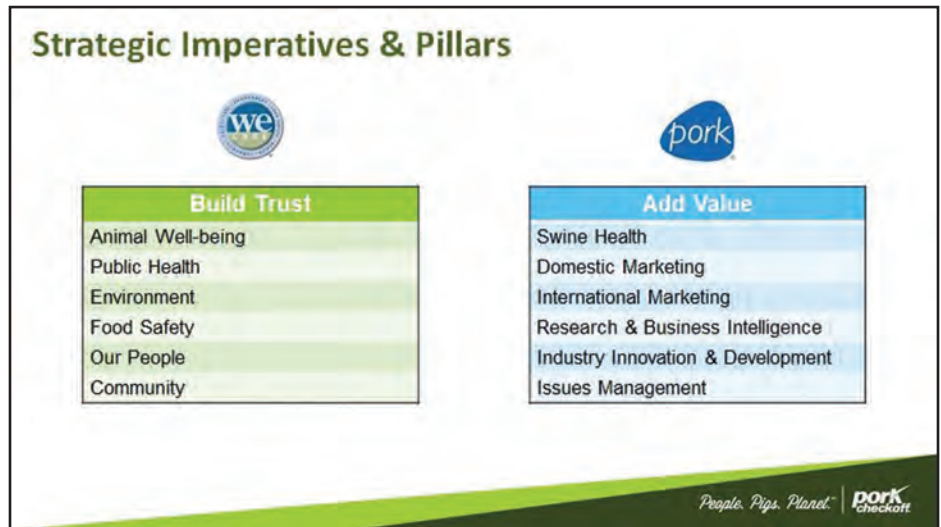 Strategic Imperatives & Pillars
we
CARE
pork
Build Trust
Animal Well-being
Public Health
Environment
Food Safety
Our People
Community
Add Value
Swine Health
Domestic Marketing
International Marketing
Research & Business Intelligence
Industry Innovation & Development
Issues Management
People. Pigs. Planet.™
pork
checkoff